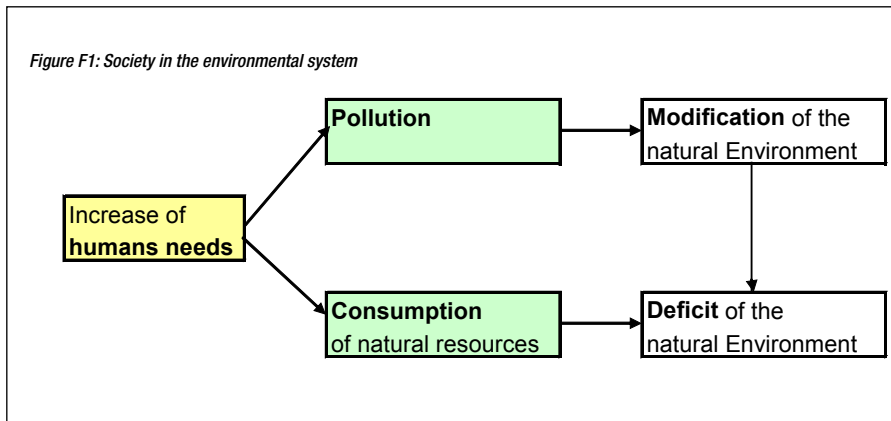 Figure F1: Society in the environmental system
Pollution
Modification of the
natural Environment
Increase of
humans needs
Consumption
of natural resources
Deficit of the
natural Environment